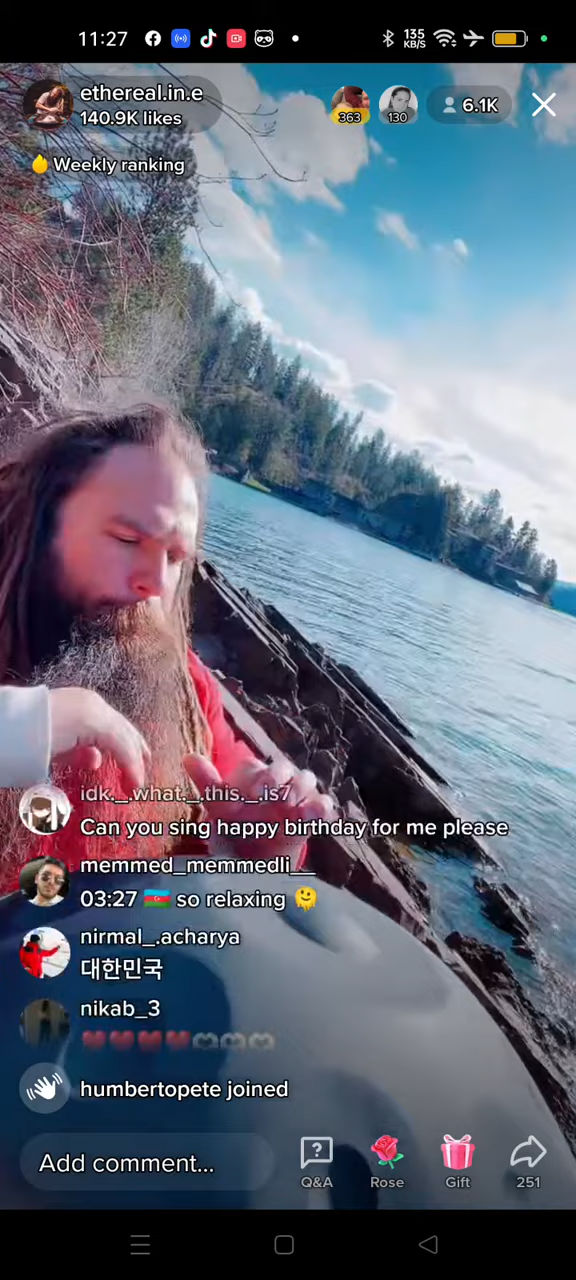 11:27
135
KB/S
ethereal.in.e
140.9K likes
363
130
6.1K
Weekly ranking
idk._.what._.this._.is7
Can you sing happy birthday for me please
memmed_memmedli__
03:27 🇦🇿 so relaxing 🫠
nirmal_.acharya
대한민국
nikab_3
humbertopete joined
Add comment...
Q&A
Rose
Gift
251